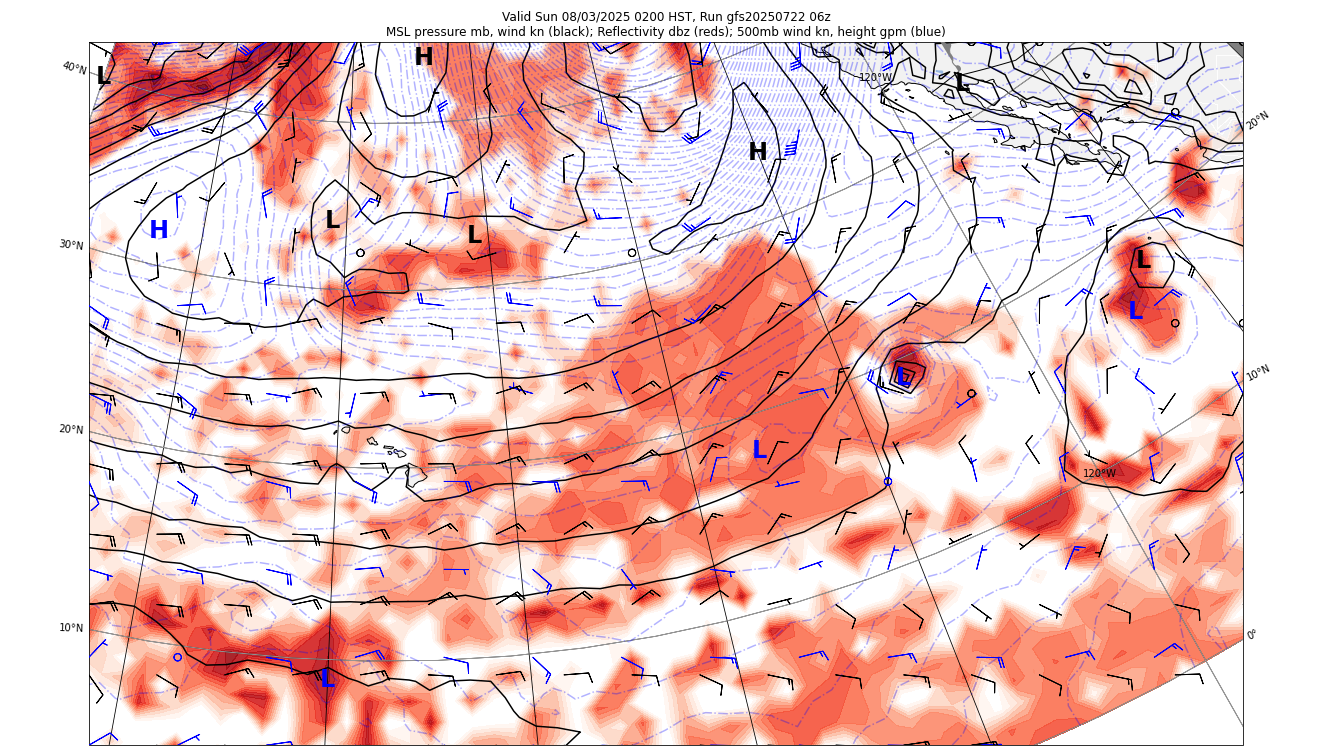 Valid Sun 08/03/2025 0200 HST, Run gfs20250722 06z
MSL pressure mb, wind kn (black); Reflectivity dbz (reds); 500mb wind kn, height gpm (blue)
H
40°N
L
120°W
L
20°N
H
L
H
L
30°N
L
L
L
10°N
20°N
L
120°W
10°N
0°
L